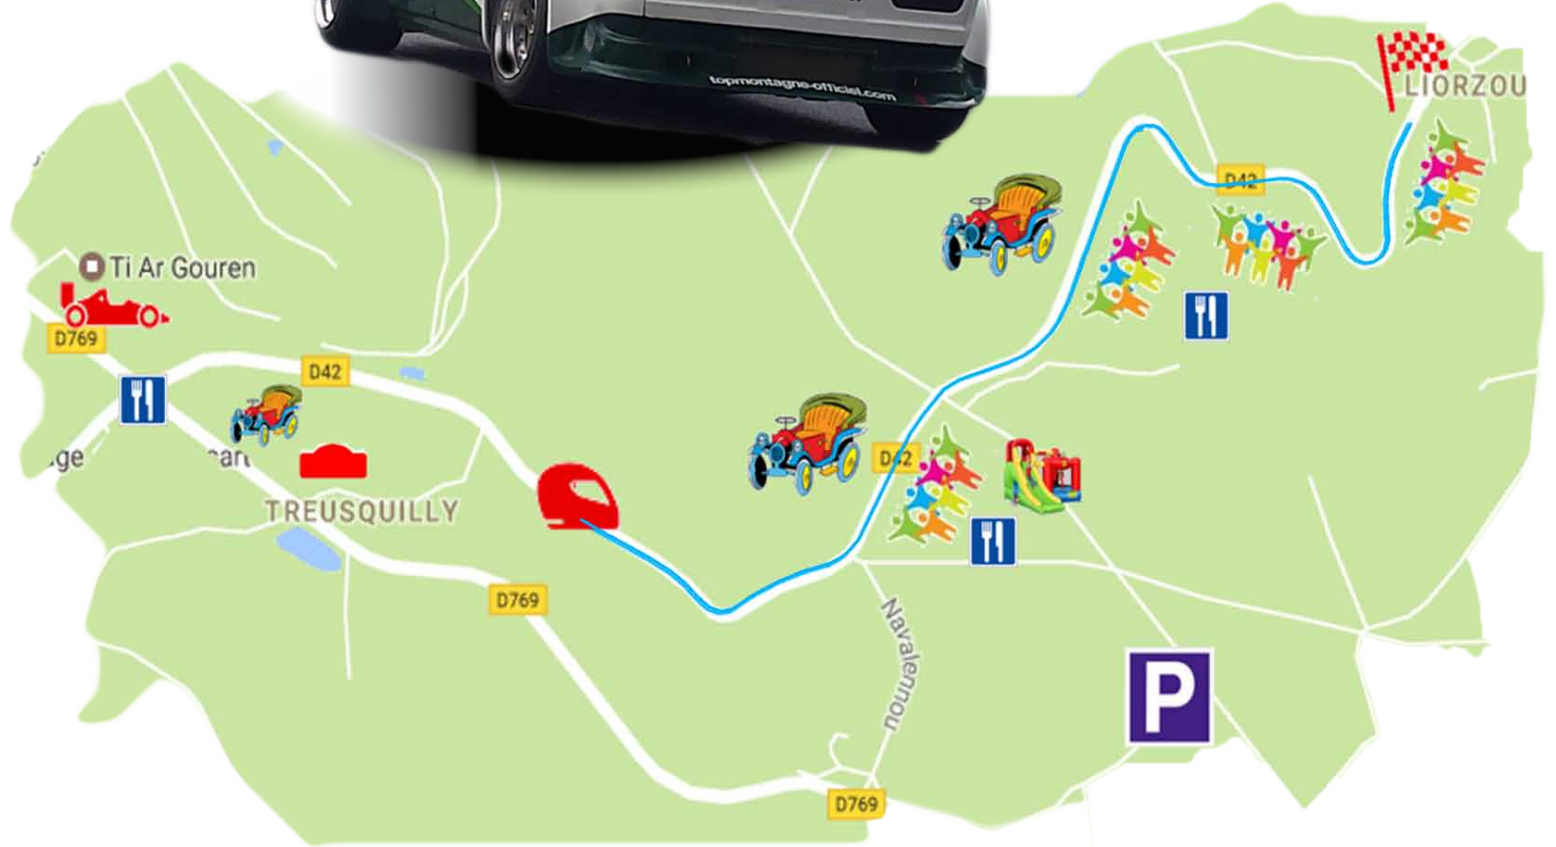 topmontagne-officiel.com
LIORZOU
D42
Ti Ar Gouren
D769
D42
D42
TREUSQUILLY
D769
Navalennou
P
D769